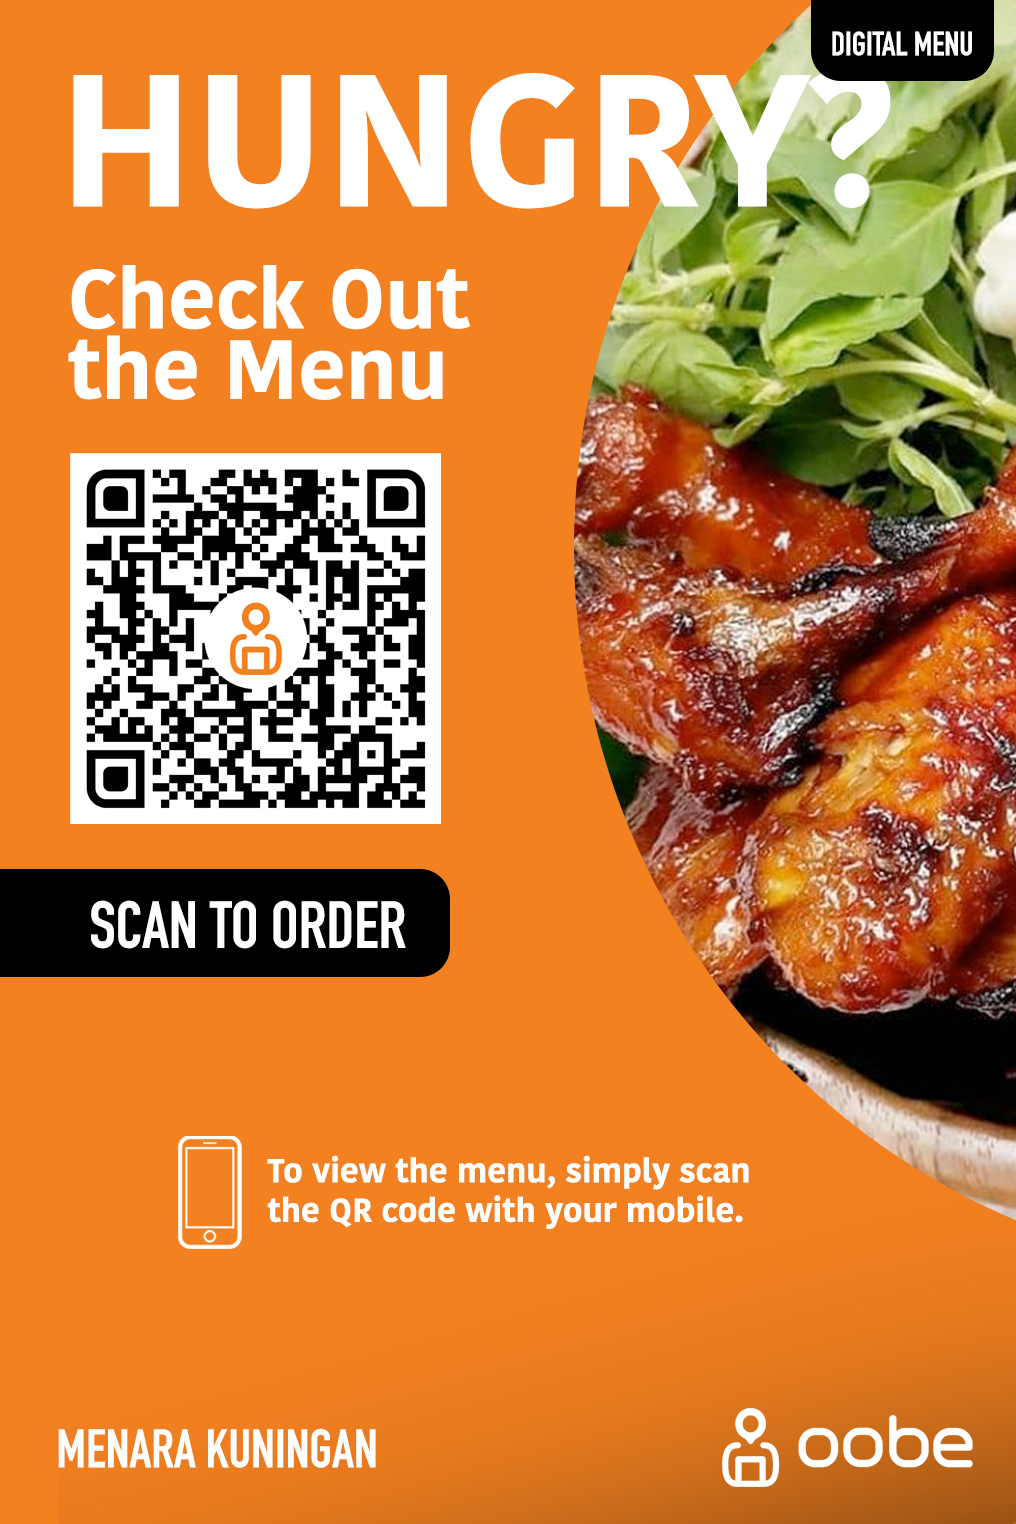 DIGITAL MENU
HUNGRY?
Check Out
the Menu
SCAN TO ORDER
To view the menu, simply scan
the QR code with your mobile.
MENARA KUNINGAN
oobe